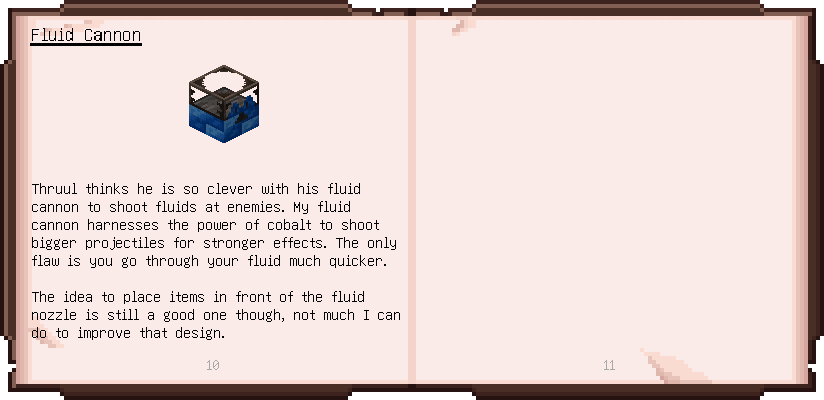 Fluid Cannon
Thruul thinks he is so clever with his fluid
cannon to shoot fluids at enemies. My fluid
cannon harnesses the power of cobalt to shoot
bigger projectiles for stronger effects. The only
flaw is you go through your fluid much quicker.
The idea to place items in front of the fluid
nozzle is still a good one though, not much I can
do to improve that design.
10
11